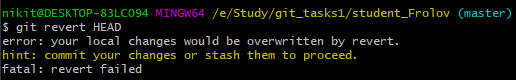 nikit@DESKTOP-83LCO94 MINGW64 /e/Study/git_tasks1/student_Frolov (master)
$ git revert HEAD
error: your local changes would be overwritten by revert.
hint: commit your changes or stash them to proceed.
fatal: revert failed